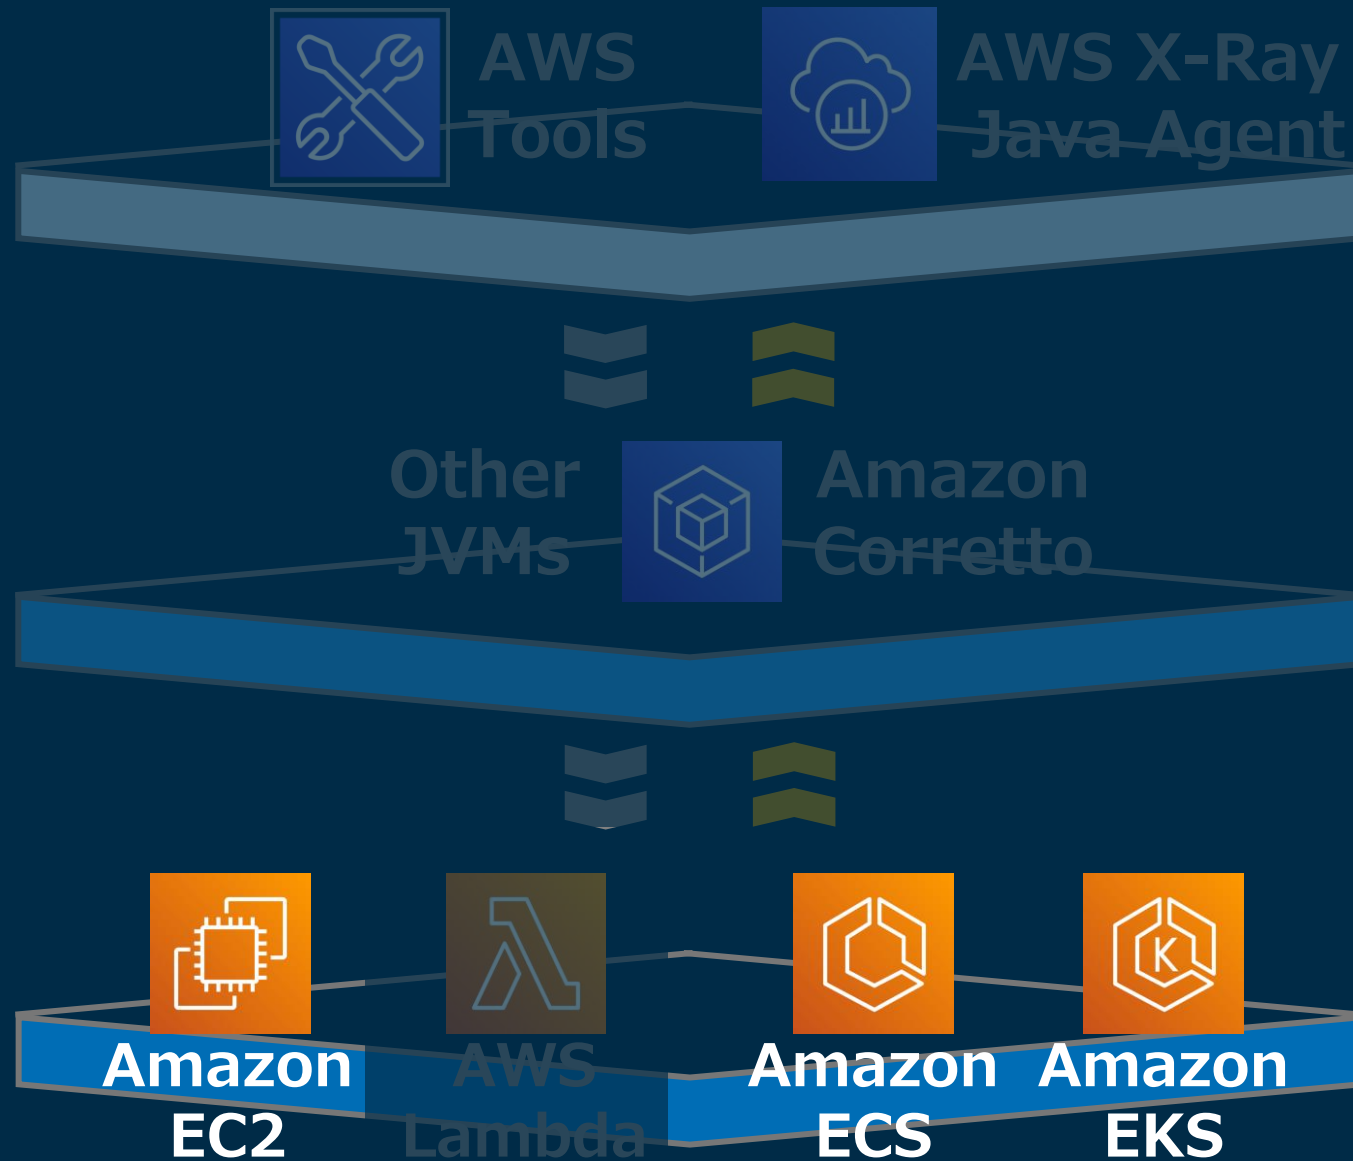 AWS
Tools
AWS X-Ray
Java Agent
Other
JVMs
Amazon
Corretto
Amazon
EC2
AWS
Lambda
Amazon
ECS
K
Amazon
EKS